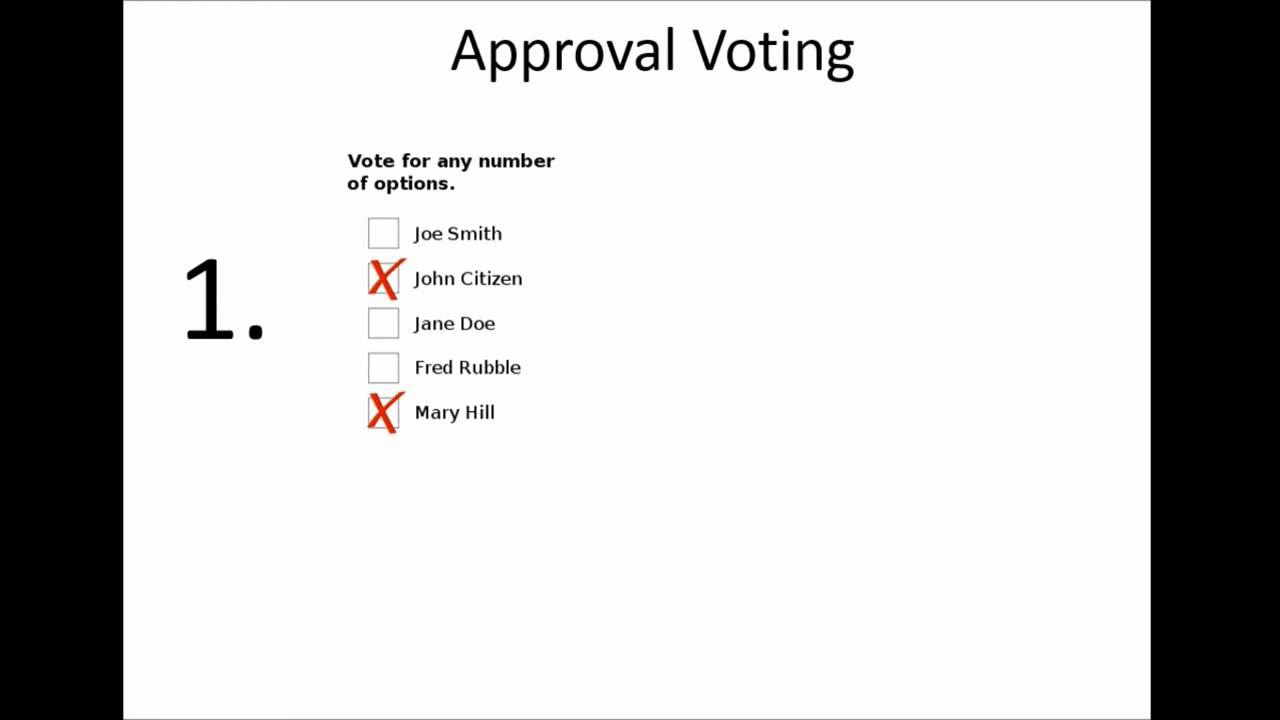 Approval Voting
Vote for any number
of options.
Joe Smith
1.
John Citizen
Jane Doe
Fred Rubble
Mary Hill